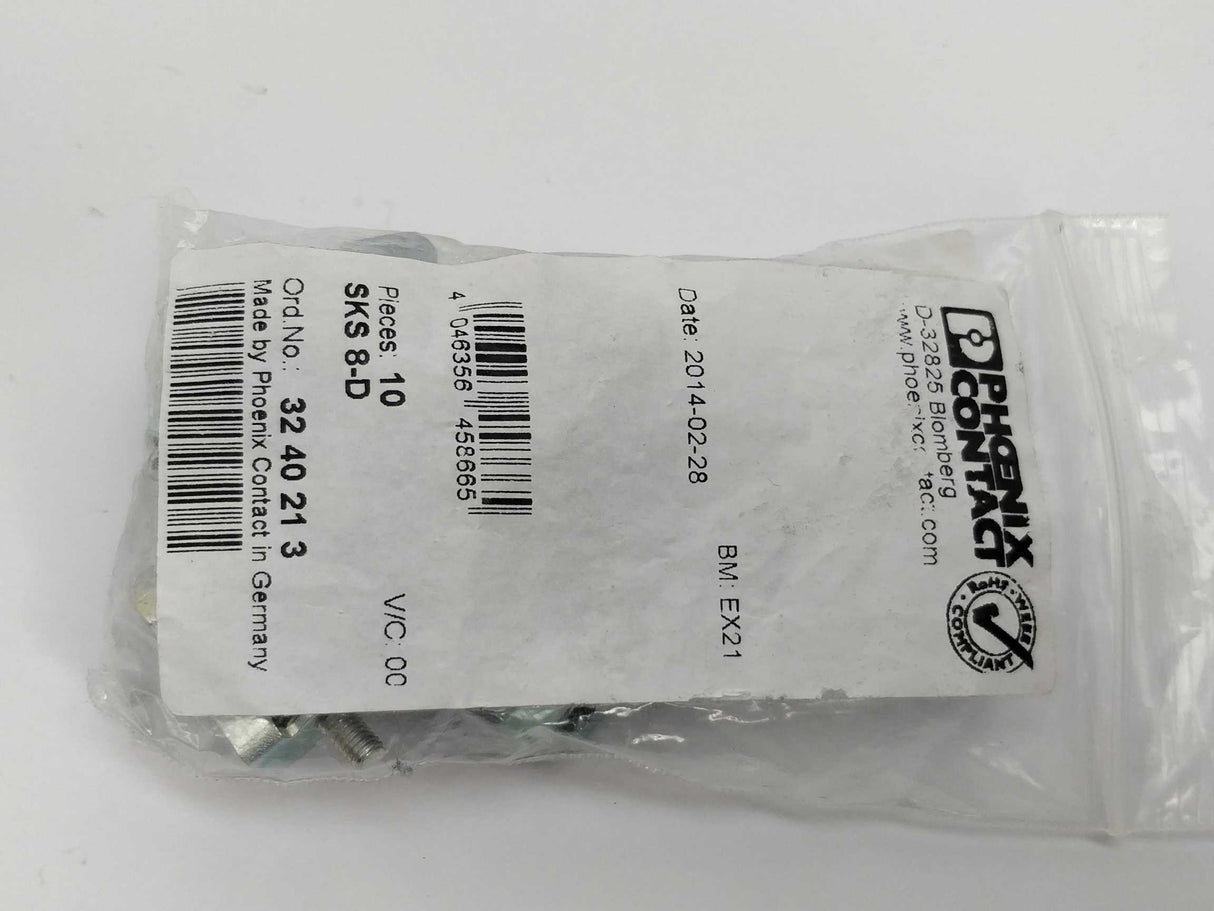 PHOENIX
CONTACT
RoHS · WEEE
COMPLIANT
D-32825 Blomberg
Date: 2014-02-28
BM: EX21
4 046356 458665
Pieces: 10
V/C: 00
SKS 8-D
Ord.No.: 32 40 21 3
Made by Phoenix Contact in Germany